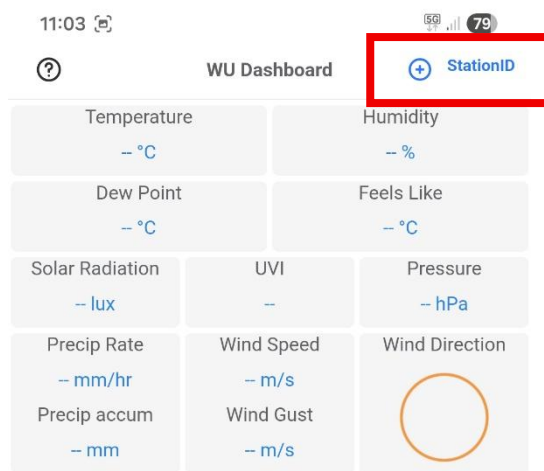 11:03 5G 79
WU Dashboard StationID
Temperature Humidity
-- °C -- %
Dew Point Feels Like
-- °C -- °C
Solar Radiation UVI Pressure
-- lux -- -- hPa
Precip Rate Wind Speed Wind Direction
-- mm/hr -- m/s
Precip accum Wind Gust
-- mm -- m/s